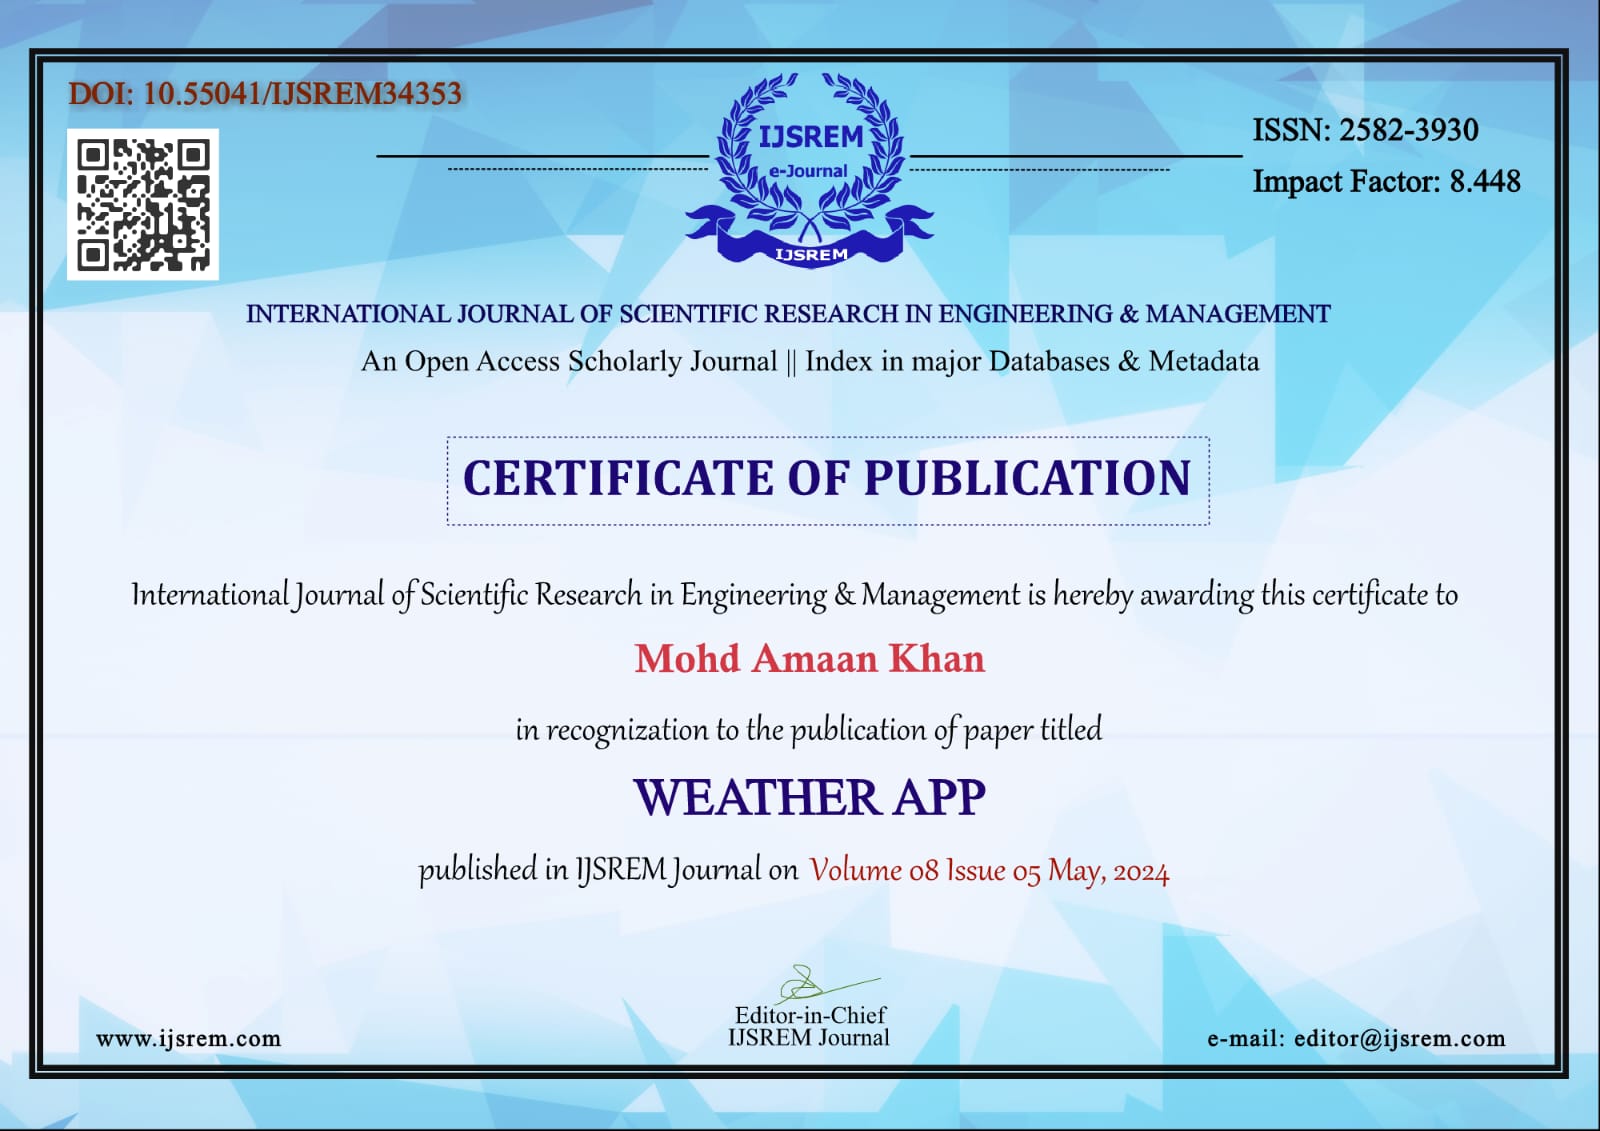 DOI: 10.55041/IJSREM34353
IJSREM
e-Journal
IJSREM
ISSN: 2582-3930
Impact Factor: 8.448
INTERNATIONAL JOURNAL OF SCIENTIFIC RESEARCH IN ENGINEERING & MANAGEMENT
An Open Access Scholarly Journal || Index in major Databases & Metadata
CERTIFICATE OF PUBLICATION
International Journal of Scientific Research in Engineering & Management is hereby awarding this certificate to
Mohd Amaan Khan
in recognization to the publication of paper titled
WEATHER APP
published in IJSREM Journal on Volume 08 Issue 05 May, 2024
Editor-in-Chief
IJSREM Journal
www.ijsrem.com
e-mail: editor@ijsrem.com